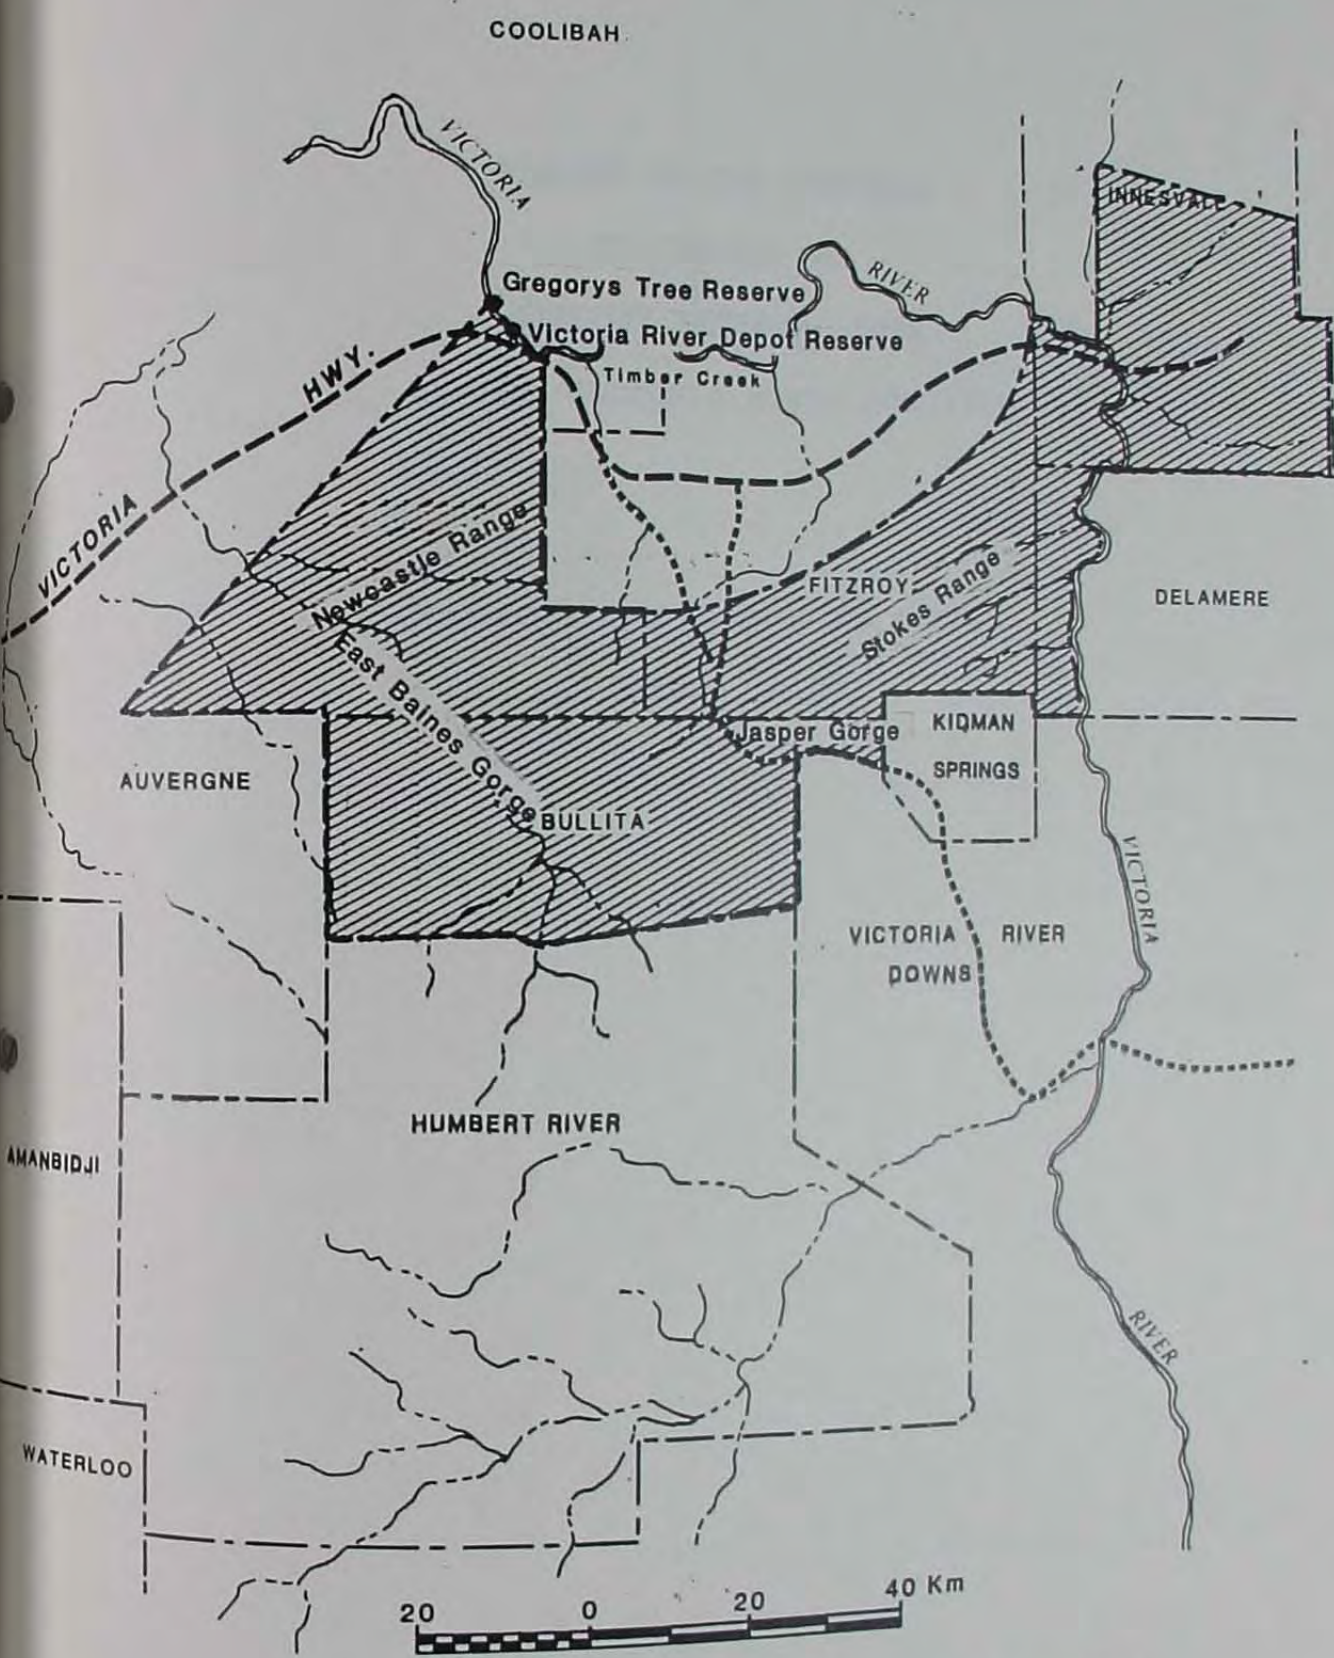 COOLIBAH
VICTORIA
INNESVALE
RIVER
Gregorys Tree Reserve
Victoria River Depot Reserve
Timber Creek
HWY.
VICTORIA
Newcastle Range
FITZROY
Stokes Range
DELAMERE
East Baines Gorge
Jasper Gorge
KIDMAN
SPRINGS
AUVERGNE
BULLITA
VICTORIA
VICTORIA RIVER
DOWNS
HUMBERT RIVER
AMANBIDJI
RIVER
WATERLOO
20 0 20 40 Km